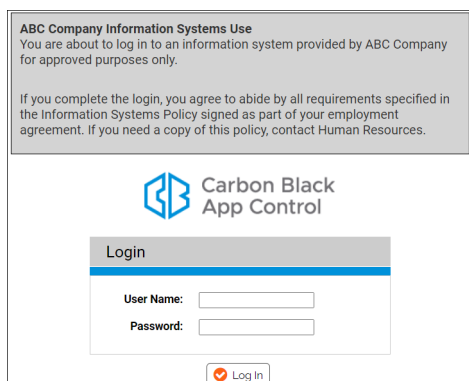 ABC Company Information Systems Use
You are about to log in to an information system provided by ABC Company
for approved purposes only.
If you complete the login, you agree to abide by all requirements specified in
the Information Systems Policy signed as part of your employment
agreement. If you need a copy of this policy, contact Human Resources.
Carbon Black
App Control
Login
User Name:
Password:
Log In